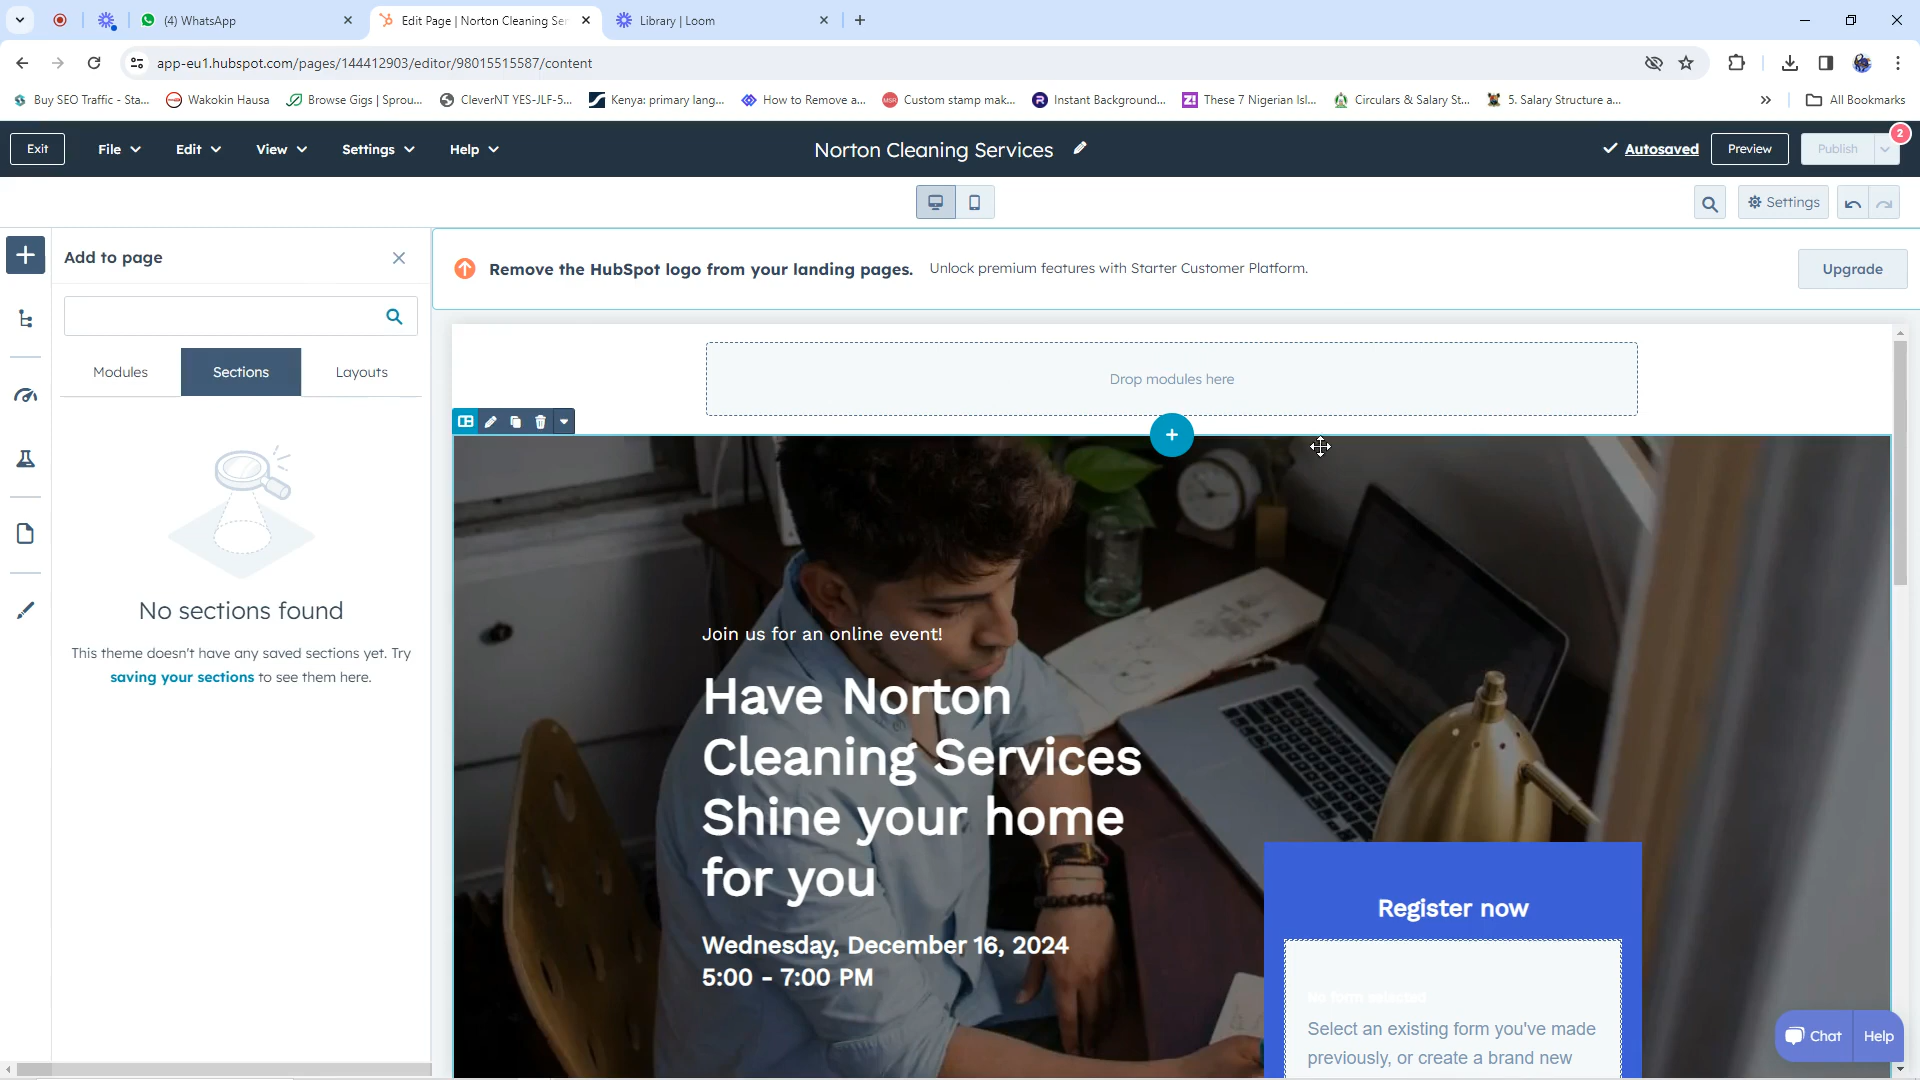 (4) WhatsApp
Edit Page | Norton Cleaning Ser
Library | Loom
app-eu1.hubspot.com/pages/144412903/editor/98015515587/content
Buy SEO Traffic - Sta...
Wakokin Hausa
Browse Gigs | Sprou...
CleverNT YES-JLF-5...
Kenya: primary lang...
How to Remove a...
Custom stamp mak...
Instant Background...
These 7 Nigerian Isl...
Circulars & Salary St...
5. Salary Structure a...
»
All Bookmarks
Exit
File
Edit
View
Settings
Help
Norton Cleaning Services
Autosaved
Preview
Publish
2
Settings
Add to page
Modules
Sections
Layouts
No sections found
This theme doesn't have any saved sections yet. Try
saving your sections to see them here.
Remove the HubSpot logo from your landing pages.
Unlock premium features with Starter Customer Platform.
Upgrade
Drop modules here
Join us for an online event!
Have Norton
Cleaning Services
Shine your home
for you
Wednesday, December 16, 2024
5:00 - 7:00 PM
Register now
No form selected
Select an existing form you've made
previously, or create a brand new
Chat
Help